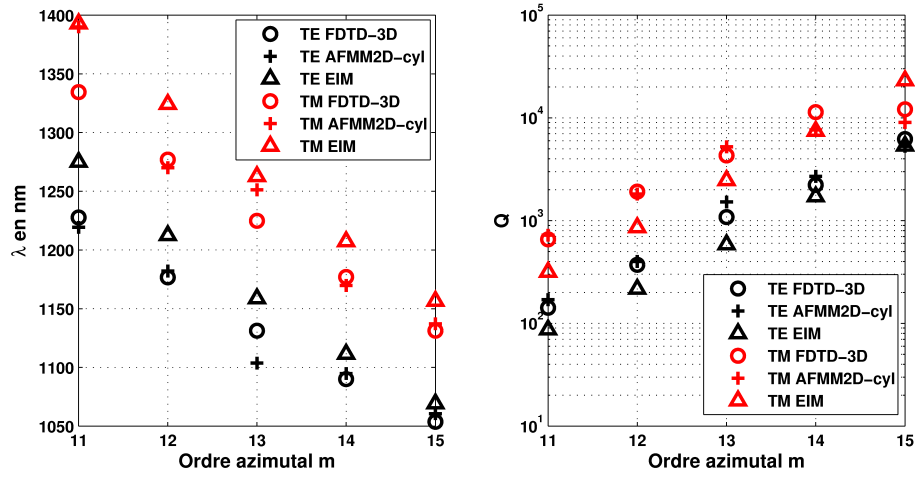 1400
1350
1300
1250
1200
1150
1100
1050
λ en nm
11
12
13
14
15
Ordre azimutal m
TE FDTD−3D
TE AFMM2D−cyl
TE EIM
TM FDTD−3D
TM AFMM2D−cyl
TM EIM
10^5
10^4
10^3
10^2
10^1
Q
11
12
13
14
15
Ordre azimutal m
TE FDTD−3D
TE AFMM2D−cyl
TE EIM
TM FDTD−3D
TM AFMM2D−cyl
TM EIM